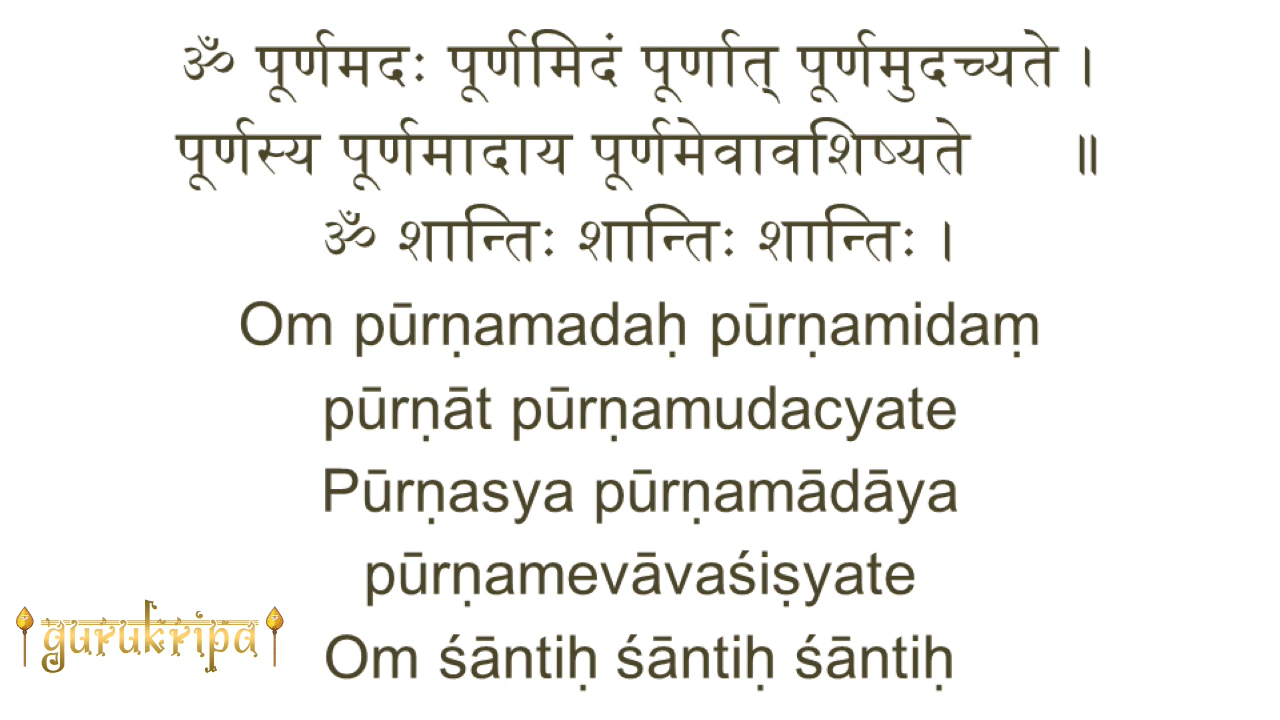 ॐ पूर्णमदः पूर्णमिदं पूर्णात् पूर्णमुदच्यते ।
पूर्णस्य पूर्णमादाय पूर्णमेवावशिष्यते ॥
ॐ शान्तिः शान्तिः शान्तिः ।
Om pūrṇamadaḥ pūrṇamidaṃ
pūrṇāt pūrṇamudacyate
Pūrṇasya pūrṇamādāya
pūrṇamevāvaśiṣyate
gurukripa
Om śāntiḥ śāntiḥ śāntiḥ